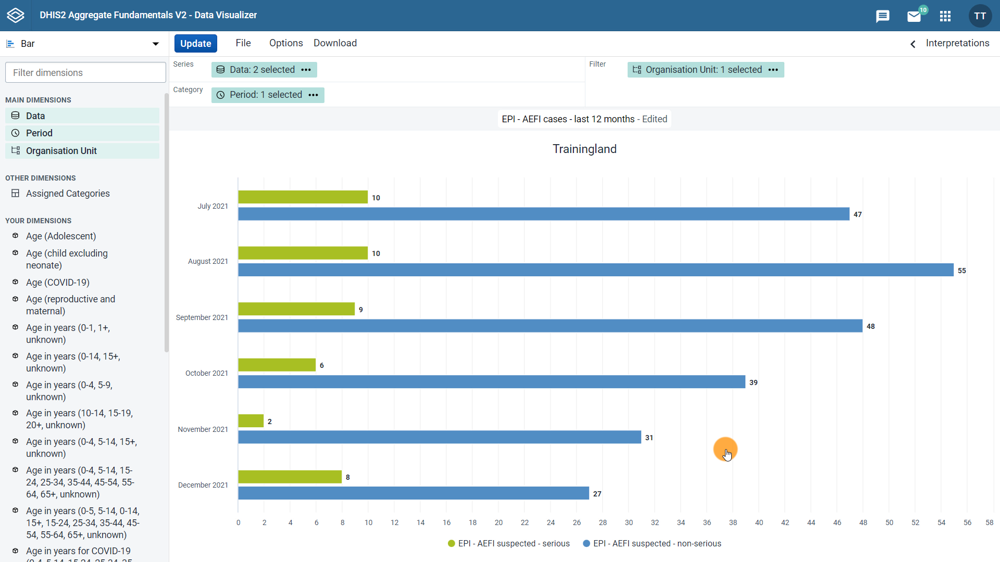 DHIS2 Aggregate Fundamentals V2 - Data Visualizer
10
TT
Bar
Update
File
Options
Download
Interpretations
Filter dimensions
MAIN DIMENSIONS
Data
Period
Organisation Unit
OTHER DIMENSIONS
Assigned Categories
YOUR DIMENSIONS
Age (Adolescent)
Age (child excluding
neonate)
Age (COVID-19)
Age (reproductive and
maternal)
Age in years (0-1, 1+,
unknown)
Age in years (0-14, 15+,
unknown)
Age in years (0-4, 5-9,
unknown)
Age in years (10-14, 15-19,
20+, unknown)
Age in years (0-4, 5-14, 15+,
unknown)
Age in years (0-4, 5-14, 15-
24, 25-34, 35-44, 45-54, 55-
64, 65+, unknown)
Age in years (0-5, 5-14, 0-14,
15+, 15-24, 25-34, 35-44, 45-
54, 55-64, 65+, unknown)
Age in years for COVID-19
Series
Data: 2 selected
Filter
Organisation Unit: 1 selected
Category
Period: 1 selected
EPI - AEFI cases - last 12 months - Edited
Trainingland
July 2021
10
47
August 2021
10
55
September 2021
9
48
October 2021
6
39
November 2021
2
31
December 2021
8
27
0 2 4 6 8 10 12 14 16 18 20 22 24 26 28 30 32 34 36 38 40 42 44 46 48 50 52 54 56 58
EPI - AEFI suspected - serious
EPI - AEFI suspected - non-serious